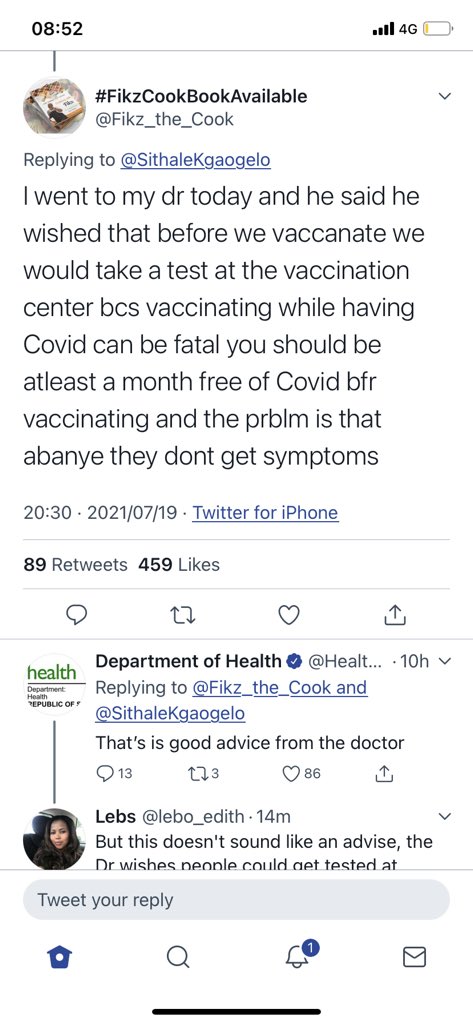 08:52
4G
#FikzCookBookAvailable
@Fikz_the_Cook
Replying to @SithaleKgaogelo
I went to my dr today and he said he
wished that before we vaccanate we
would take a test at the vaccination
center bcs vaccinating while having
Covid can be fatal you should be
atleast a month free of Covid bfr
vaccinating and the prblm is that
abanye they dont get symptoms
20:30 · 2021/07/19 · Twitter for iPhone
89 Retweets 459 Likes
health
Department:
Health
REPUBLIC OF
Department of Health @Healt... · 10h
Replying to @Fikz_the_Cook and
@SithaleKgaogelo
That's is good advice from the doctor
13 3 86
Lebs @lebo_edith · 14m
But this doesn't sound like an advise, the
Dr wishes people could get tested at
Tweet your reply
1